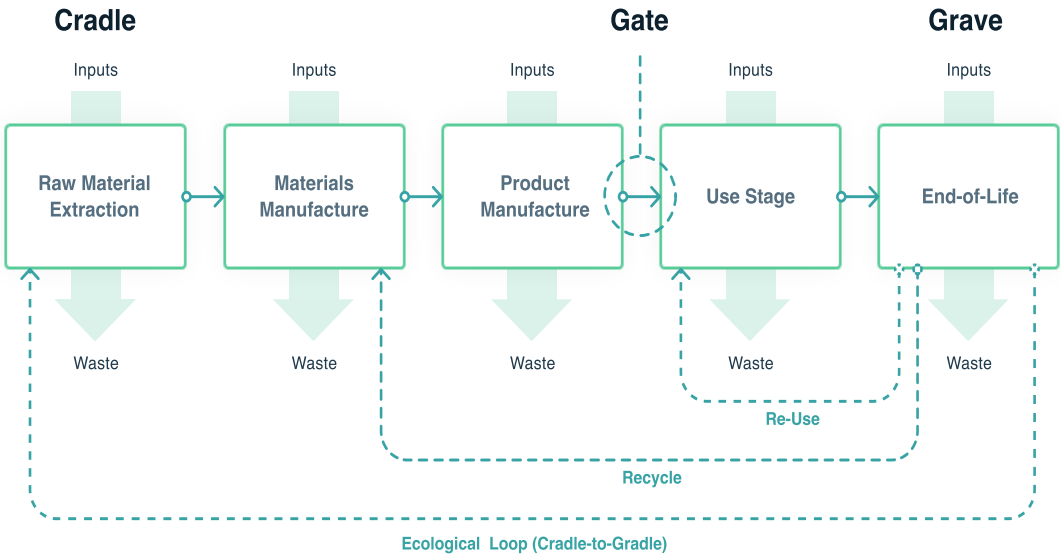 Cradle
Gate
Grave
Inputs
Inputs
Inputs
Inputs
Inputs
Raw Material
Extraction
Materials
Manufacture
Product
Manufacture
Use Stage
End-of-Life
Waste
Waste
Waste
Waste
Waste
Re-Use
Recycle
Ecological Loop (Cradle-to-Gradle)